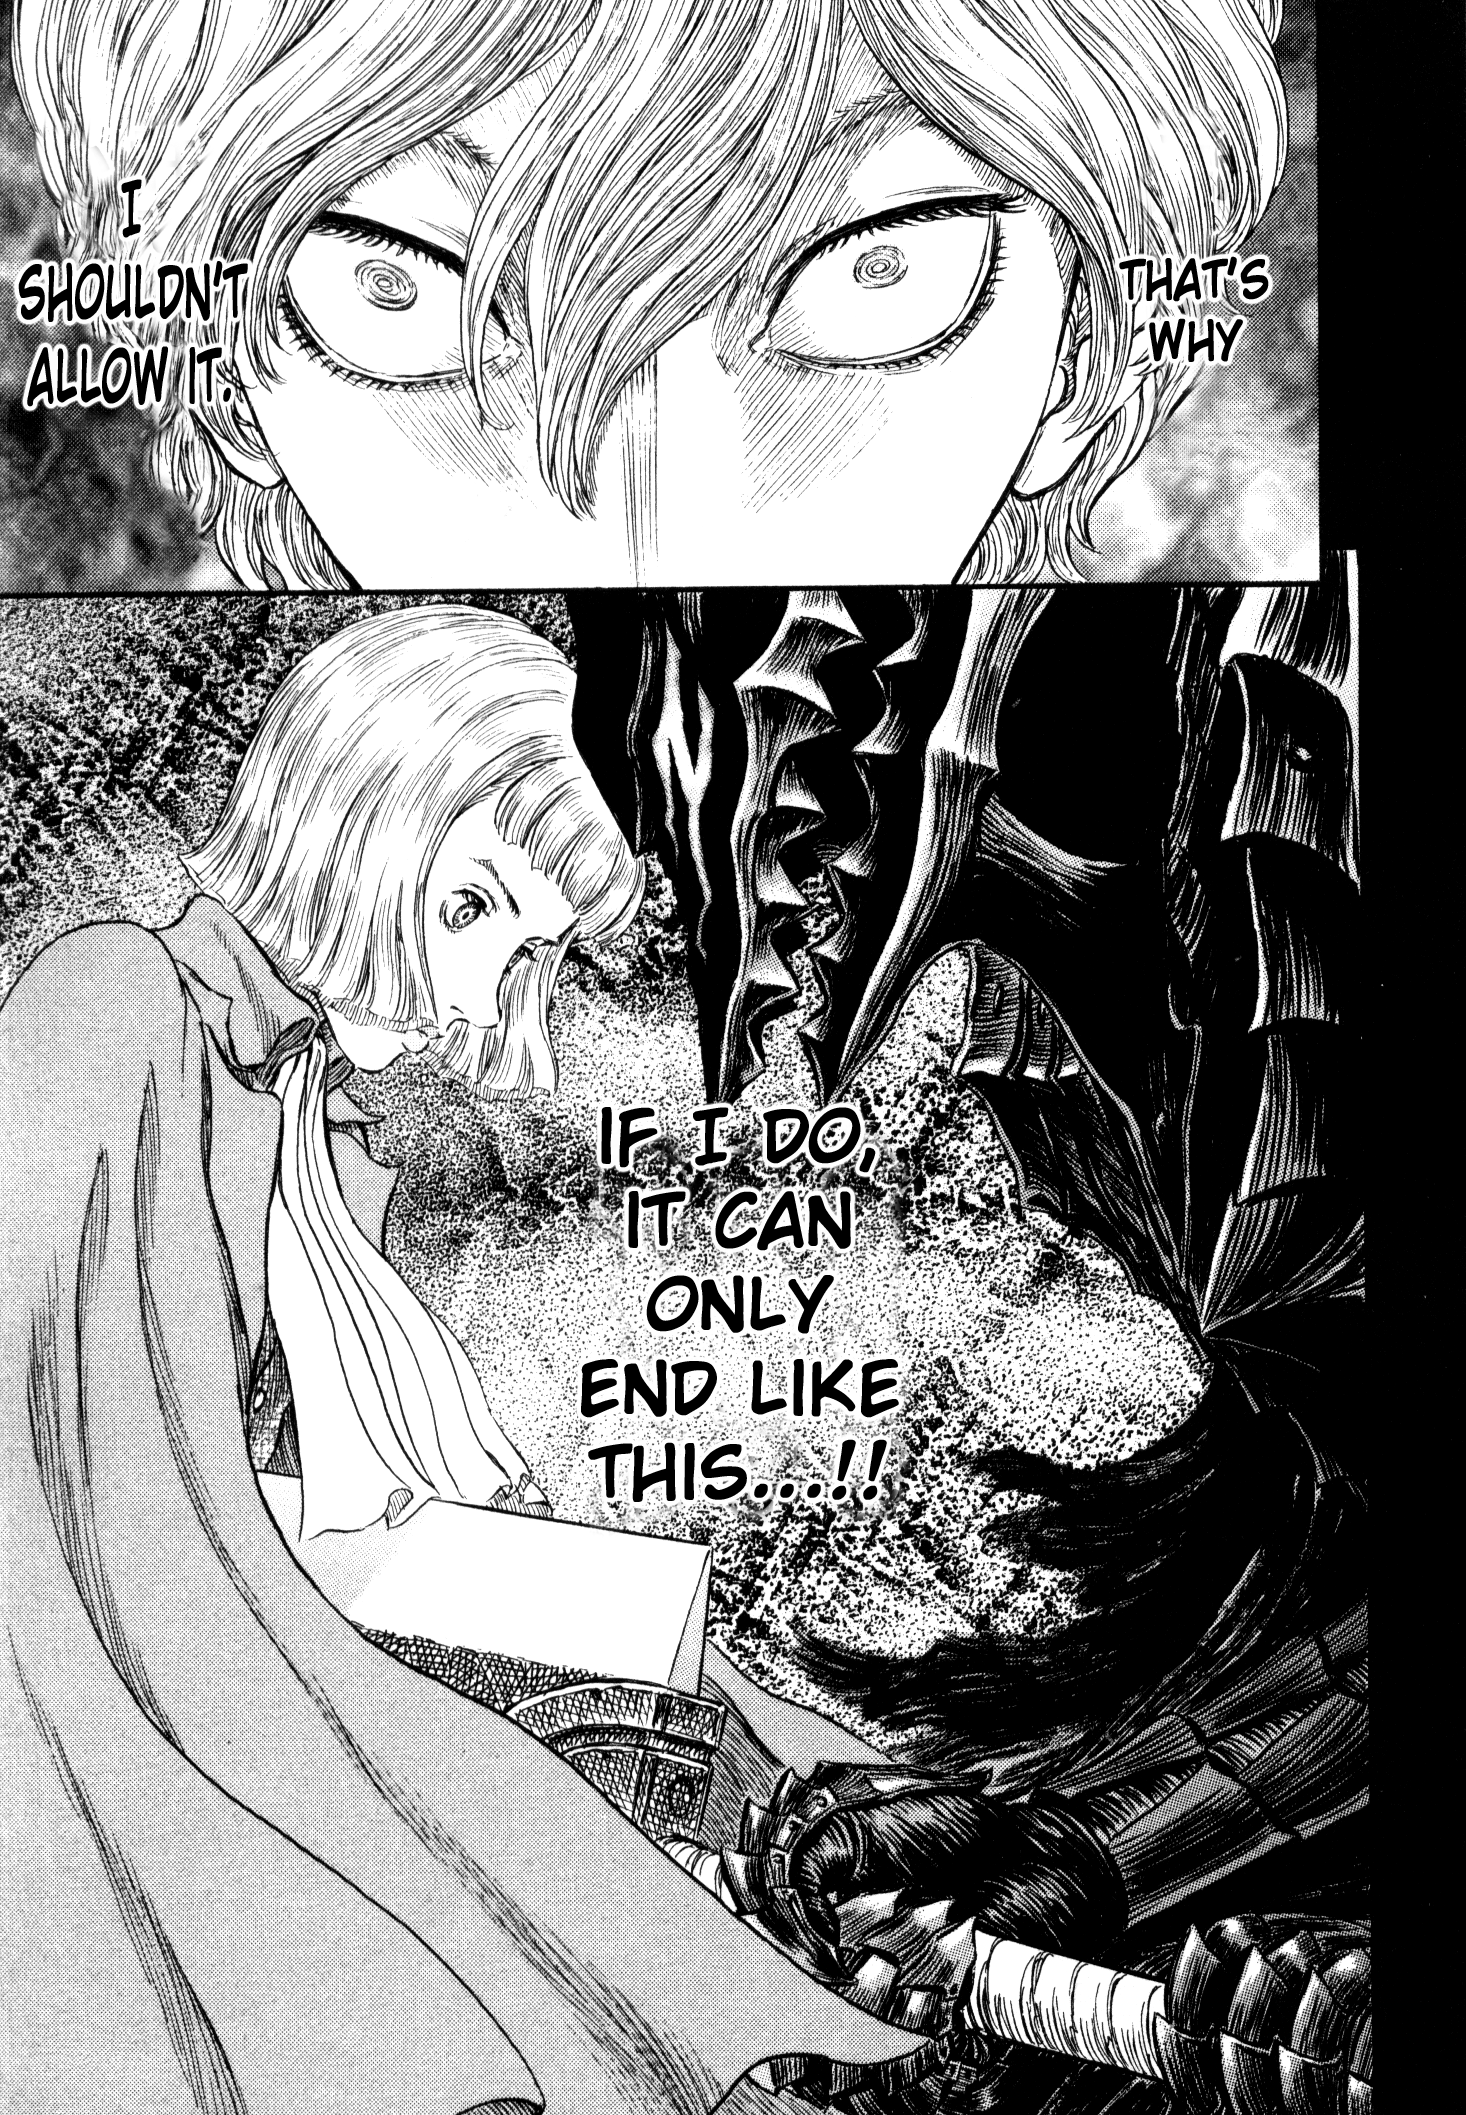 THAT'S
WHY
I
SHOULDN'T
ALLOW IT.
IF I DO,
IT CAN
ONLY
END LIKE
THIS...!!